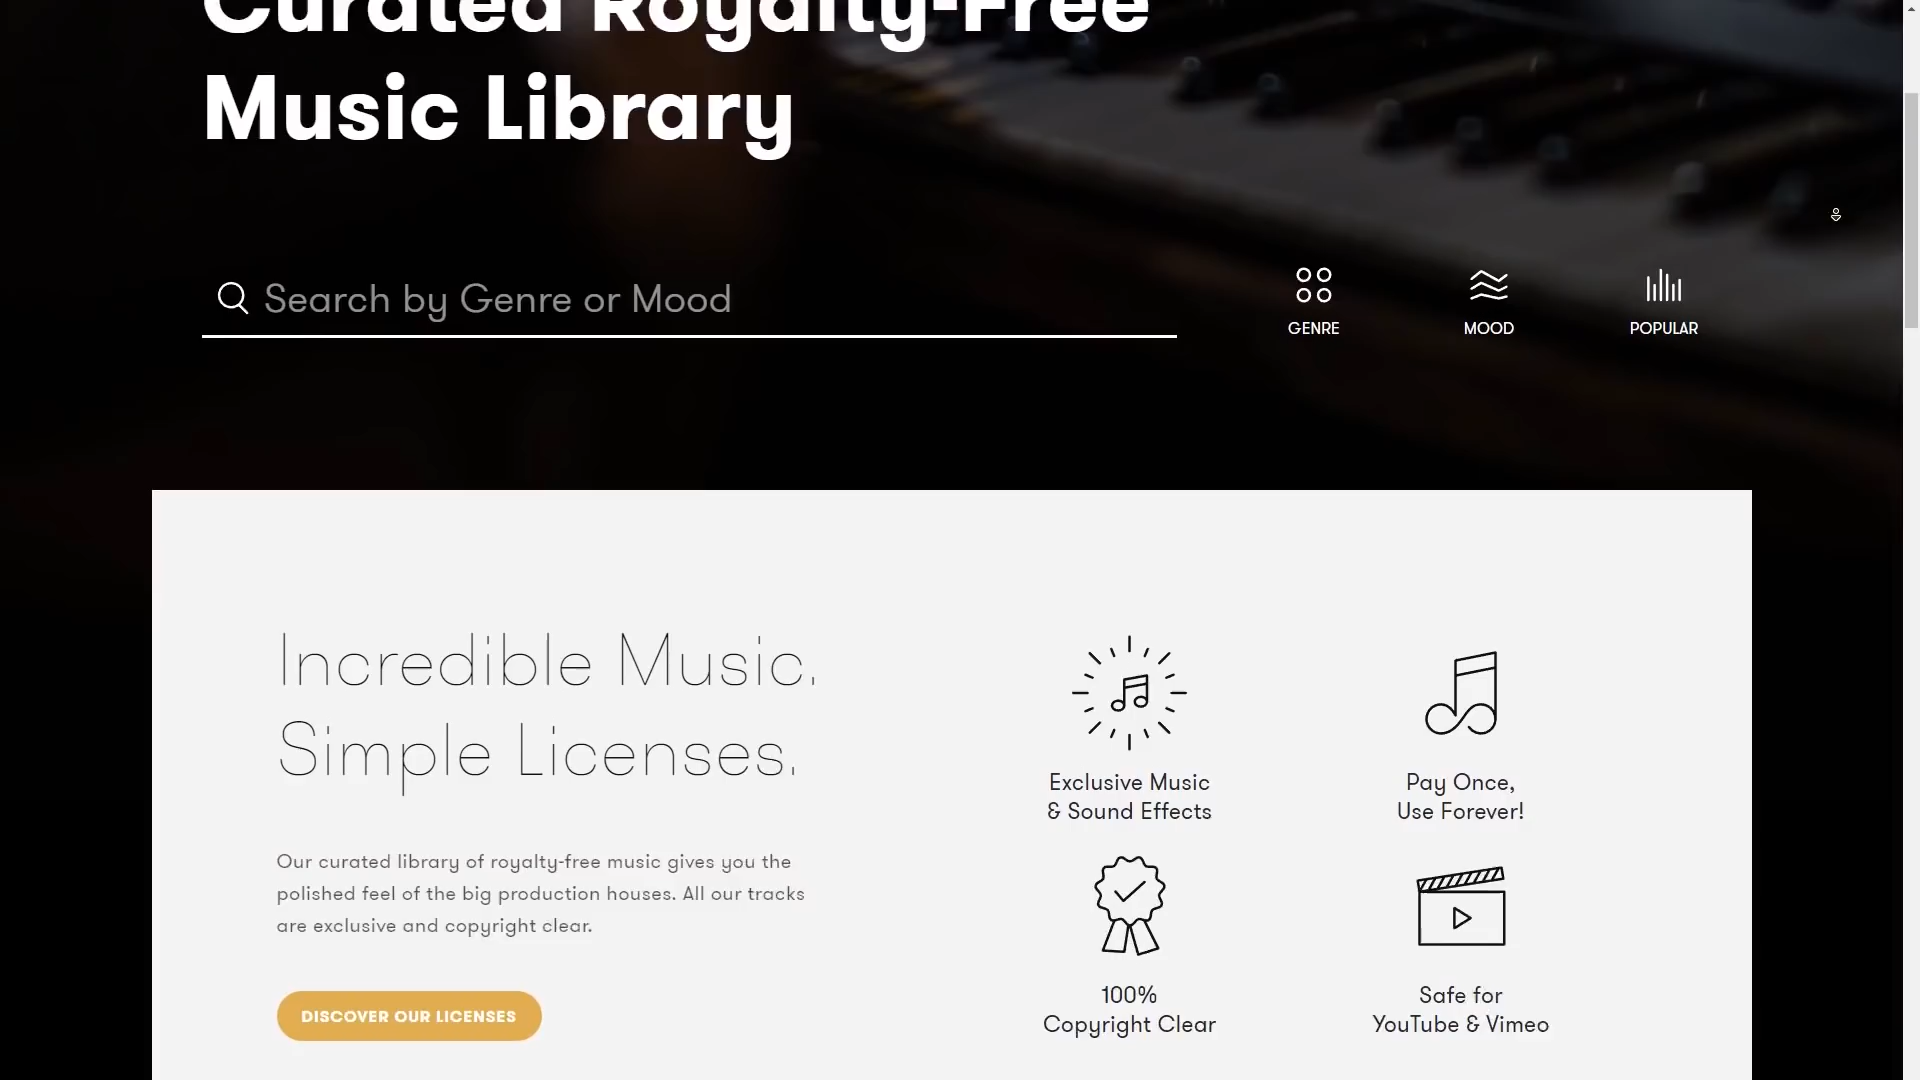 Curated Royalty-Free
Music Library
Search by Genre or Mood
GENRE
MOOD
POPULAR
Incredible Music.
Simple Licenses.
Our curated library of royalty-free music gives you the
polished feel of the big production houses. All our tracks
are exclusive and copyright clear.
DISCOVER OUR LICENSES
Exclusive Music
& Sound Effects
Pay Once,
Use Forever!
100%
Copyright Clear
Safe for
YouTube & Vimeo